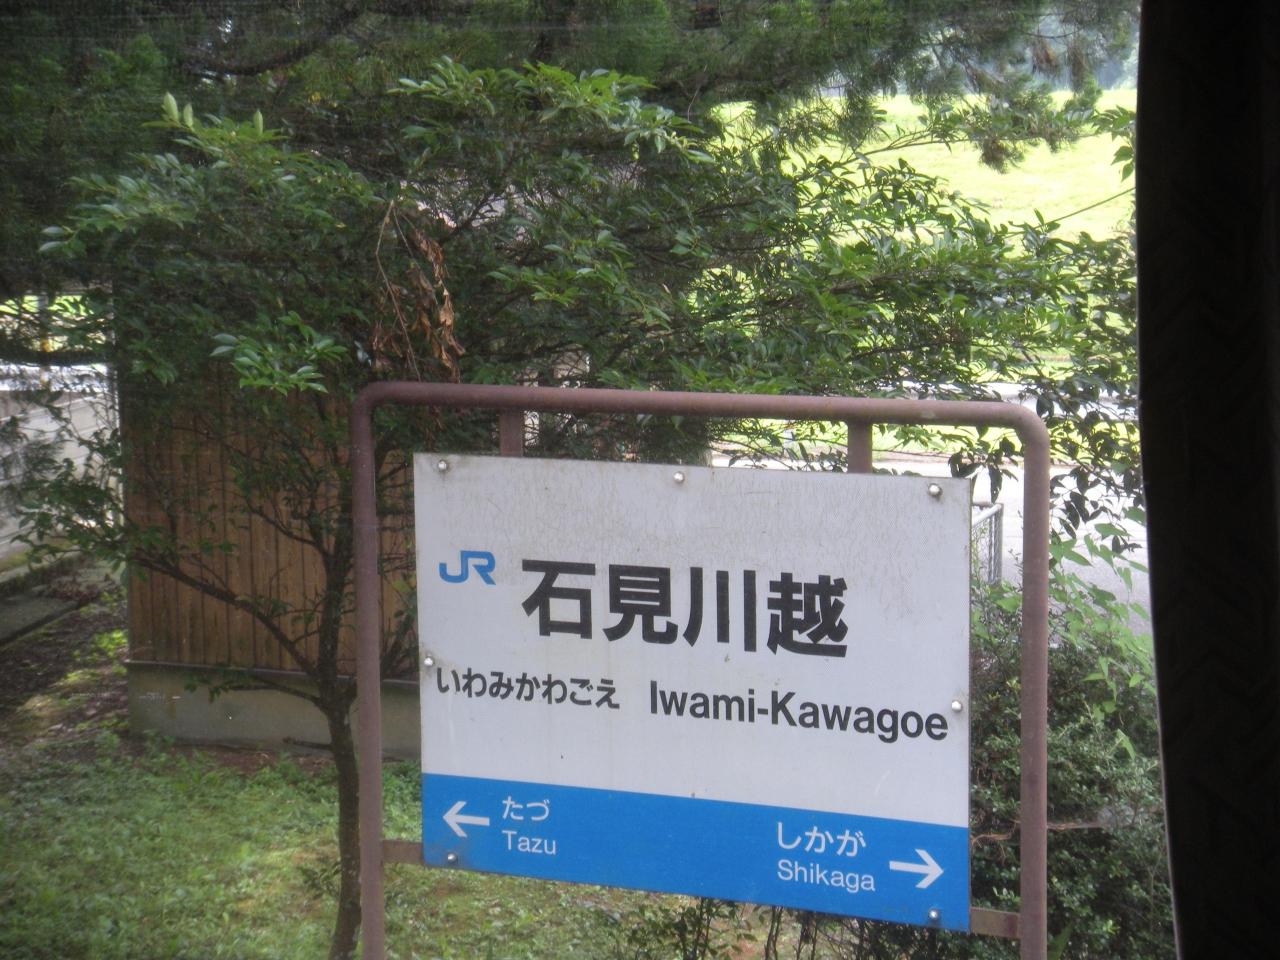 JR 石見川越
いわみかわごえ Iwami-Kawagoe
← たづ
Tazu
しかが →
Shikaga